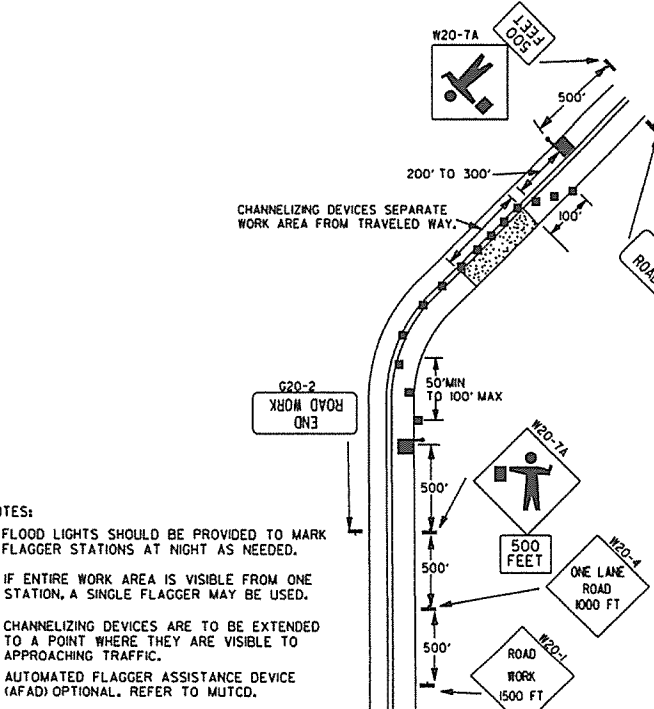 W20-7A
500
FEET
500'
200' TO 300'
CHANNELIZING DEVICES SEPARATE
WORK AREA FROM TRAVELED WAY.
100'
ROAD
G20-2
END
ROAD WORK
50'MIN
TO 100' MAX
W20-7A
500'
500
FEET
W20-4
ONE LANE
ROAD
1000 FT
500'
W20-1
ROAD
WORK
1500 FT
500'
OTES:
FLOOD LIGHTS SHOULD BE PROVIDED TO MARK
FLAGGER STATIONS AT NIGHT AS NEEDED.
IF ENTIRE WORK AREA IS VISIBLE FROM ONE
STATION, A SINGLE FLAGGER MAY BE USED.
CHANNELIZING DEVICES ARE TO BE EXTENDED
TO A POINT WHERE THEY ARE VISIBLE TO
APPROACHING TRAFFIC.
AUTOMATED FLAGGER ASSISTANCE DEVICE
(AFAD) OPTIONAL. REFER TO MUTCD.